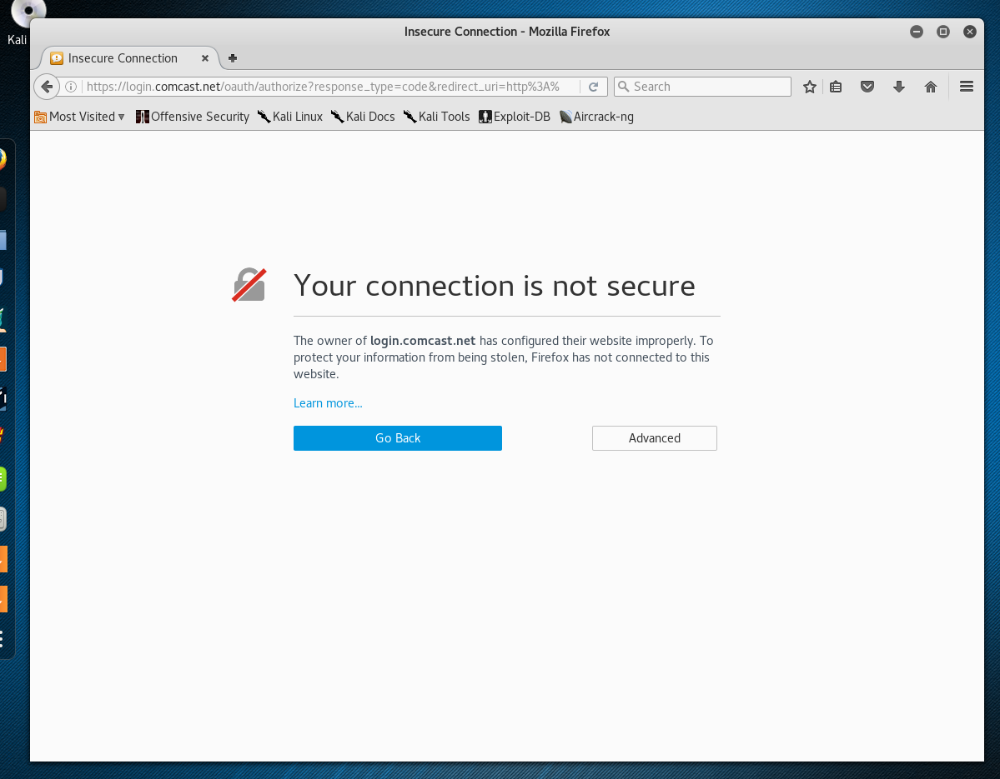 Kali
Insecure Connection - Mozilla Firefox
Insecure Connection
https://login.comcast.net/oauth/authorize?response_type=code&redirect_uri=http%3A%
Search
Most Visited Offensive Security Kali Linux Kali Docs Kali Tools Exploit-DB Aircrack-ng
Your connection is not secure
The owner of login.comcast.net has configured their website improperly. To
protect your information from being stolen, Firefox has not connected to this
website.
Learn more...
Go Back
Advanced